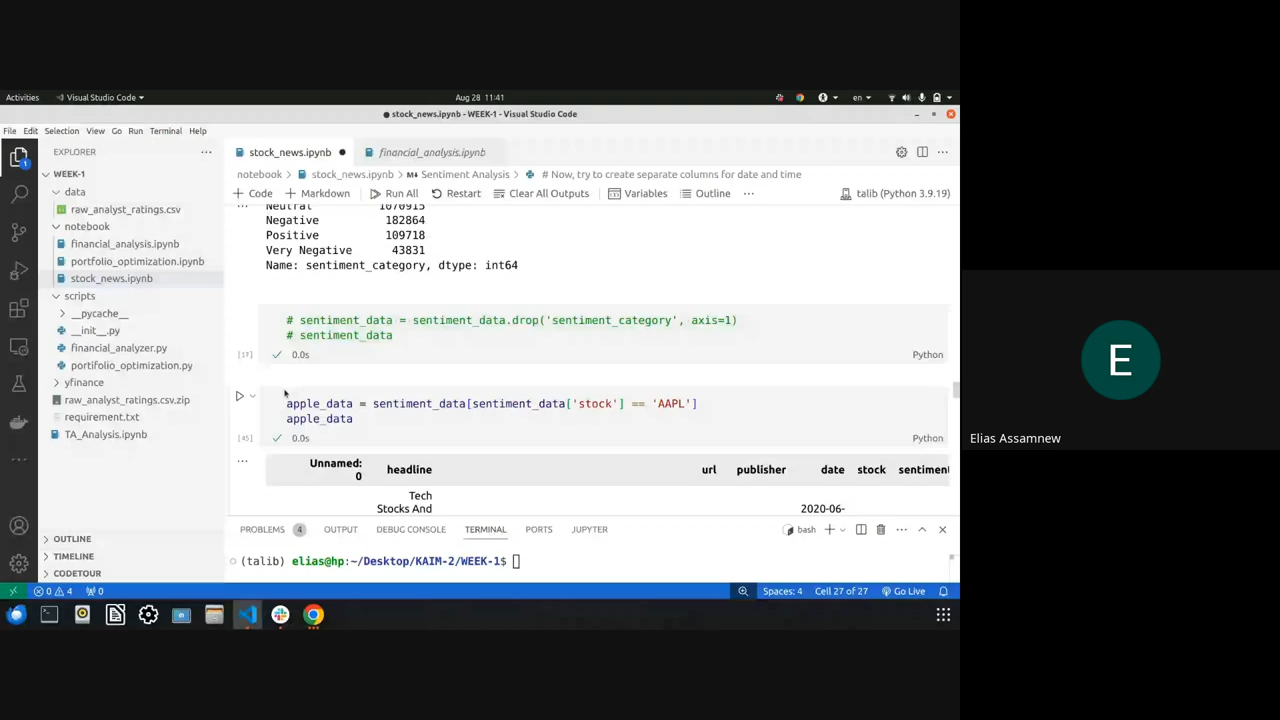 Activities
Visual Studio Code
Aug 28 11:41
en
stock_news.ipynb - WEEK-1 - Visual Studio Code
File Edit Selection View Go Run Terminal Help
EXPLORER
stock_news.ipynb
financial_analysis.ipynb
WEEK-1
notebook > stock_news.ipynb > Sentiment Analysis > # Now, try to create separate columns for date and time
data
+ Code + Markdown Run All Restart Clear All Outputs Variables Outline ... talib (Python 3.9.19)
raw_analyst_ratings.csv
Neutral 1070915
notebook
Negative 182864
financial_analysis.ipynb
Positive 109718
portfolio_optimization.ipynb
Very Negative 43831
stock_news.ipynb
Name: sentiment_category, dtype: int64
scripts
__pycache__
# sentiment_data = sentiment_data.drop('sentiment_category', axis=1)
__init__.py
# sentiment_data
financial_analyzer.py
[17] 0.0s Python
portifolio_optimization.py
yfinance
raw_analyst_ratings.csv.zip
apple_data = sentiment_data[sentiment_data['stock'] == 'AAPL']
requirement.txt
apple_data
TA_Analysis.ipynb
[45] 0.0s Python
Unnamed: 0 headline url publisher date stock sentiment
Tech
Stocks And 2020-06-
OUTLINE
TIMELINE
CODETOUR
PROBLEMS 4 OUTPUT DEBUG CONSOLE TERMINAL PORTS JUPYTER
bash
(talib) elias@hp:~/Desktop/KAIM-2/WEEK-1$
0 4 0
Spaces: 4 Cell 27 of 27 Go Live
E
Elias Assamnew